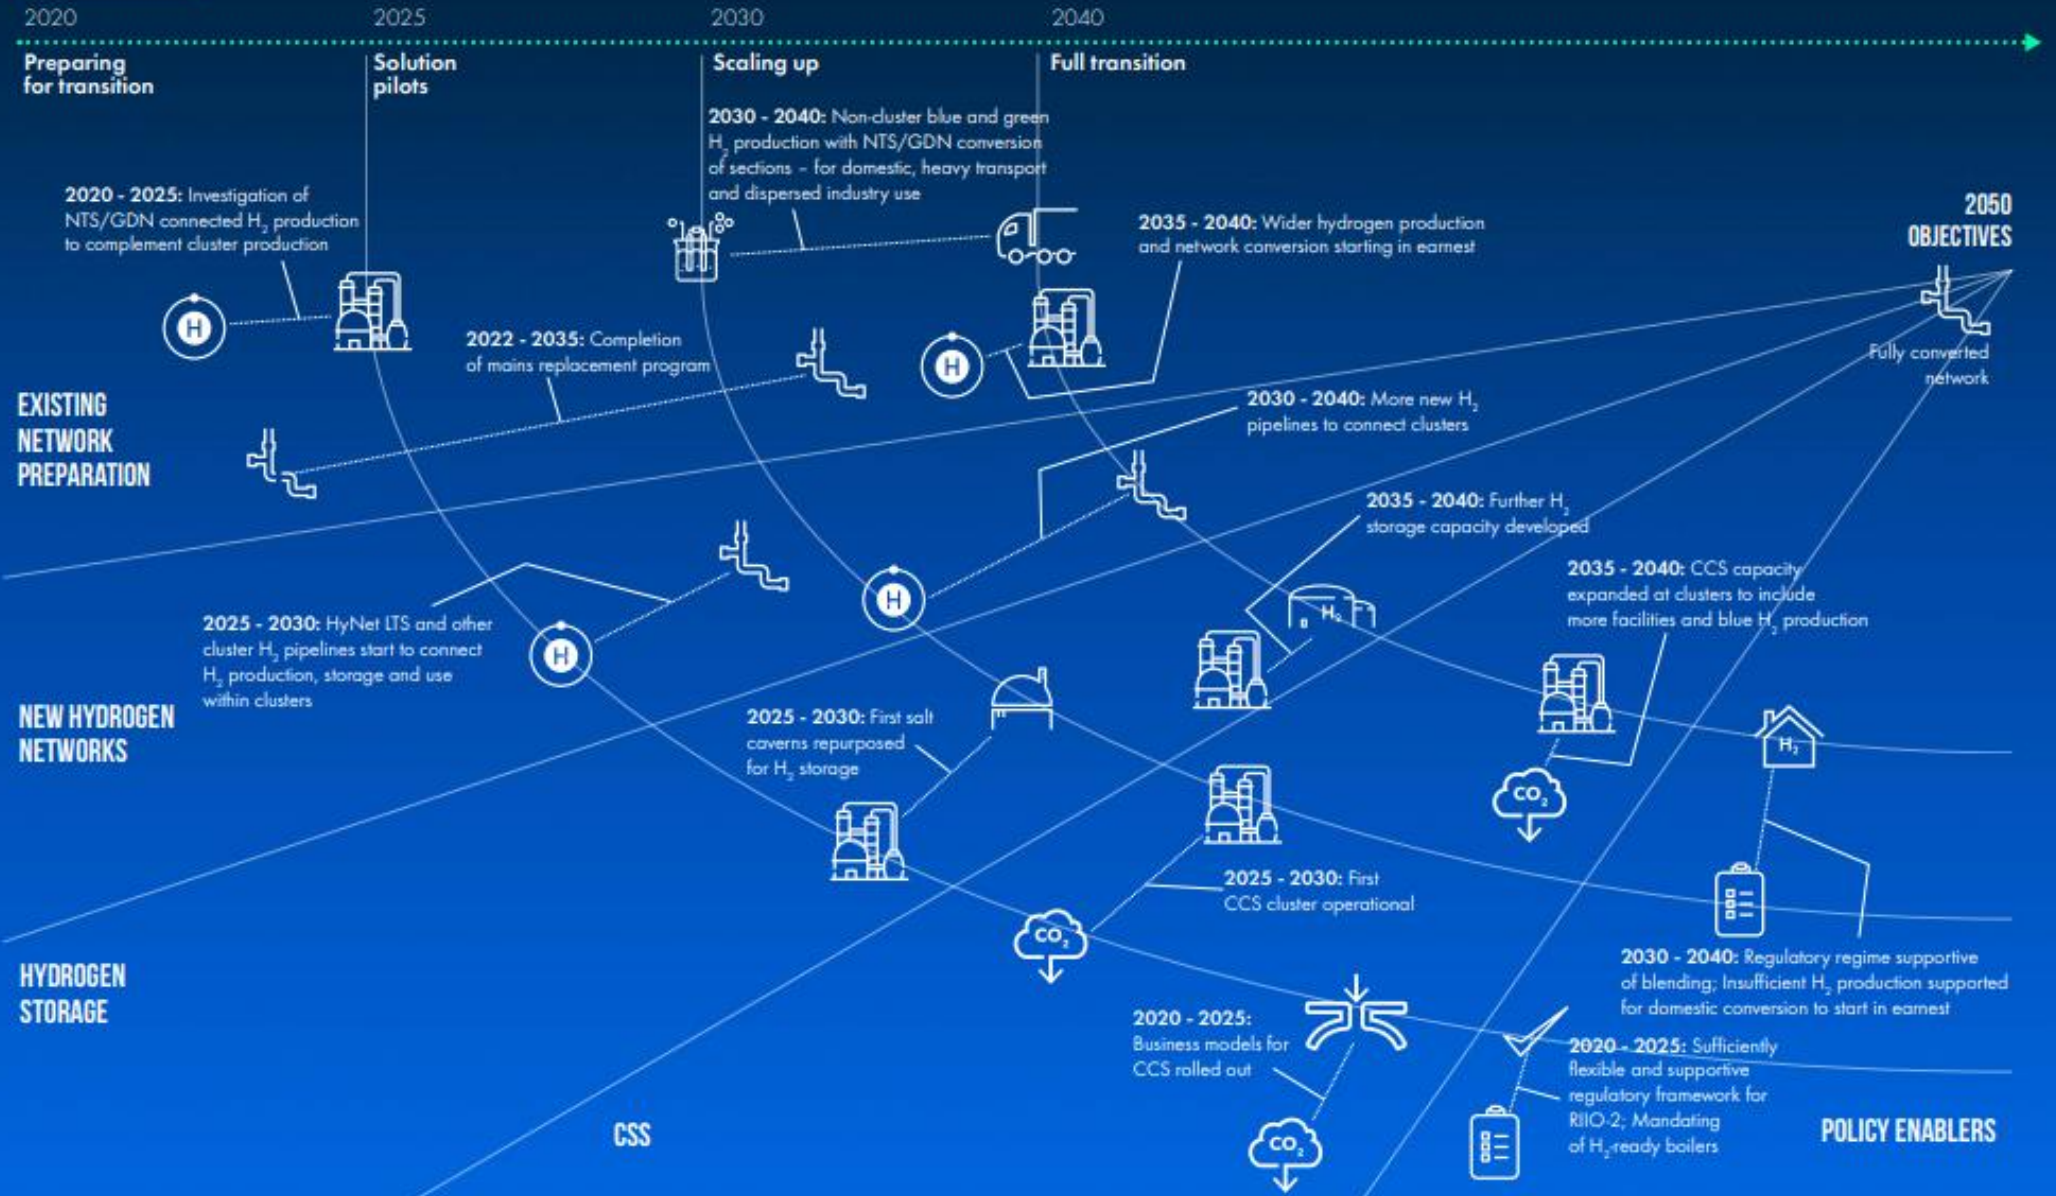 2020
2025
2030
2040
Preparing
for transition
Solution
pilots
Scaling up
Full transition
2030 - 2040: Non-cluster blue and green
H₂ production with NTS/GDN conversion
of sections – for domestic, heavy transport
and dispersed industry use
2020 - 2025: Investigation of
NTS/GDN connected H₂ production
to complement cluster production
2035 - 2040: Wider hydrogen production
and network conversion starting in earnest
2050
OBJECTIVES
H
2022 - 2035: Completion
of mains replacement program
H
Fully converted
network
EXISTING
NETWORK
PREPARATION
2030 - 2040: More new H₂
pipelines to connect clusters
2035 - 2040: Further H₂
storage capacity developed
2035 - 2040: CCS capacity
expanded at clusters to include
more facilities and blue H₂ production
H
H₂
2025 - 2030: HyNet LTS and other
cluster H₂ pipelines start to connect
H₂ production, storage and use
within clusters
H
NEW HYDROGEN
NETWORKS
2025 - 2030: First salt
caverns repurposed
for H₂ storage
H₂
CO₂
2025 - 2030: First
CCS cluster operational
CO₂
HYDROGEN
STORAGE
2030 - 2040: Regulatory regime supportive
of blending; Insufficient H₂ production supported
for domestic conversion to start in earnest
2020 - 2025:
Business models for
CCS rolled out
2020 - 2025: Sufficiently
flexible and supportive
regulatory framework for
RIIO-2; Mandating
of H₂-ready boilers
CSS
CO₂
POLICY ENABLERS